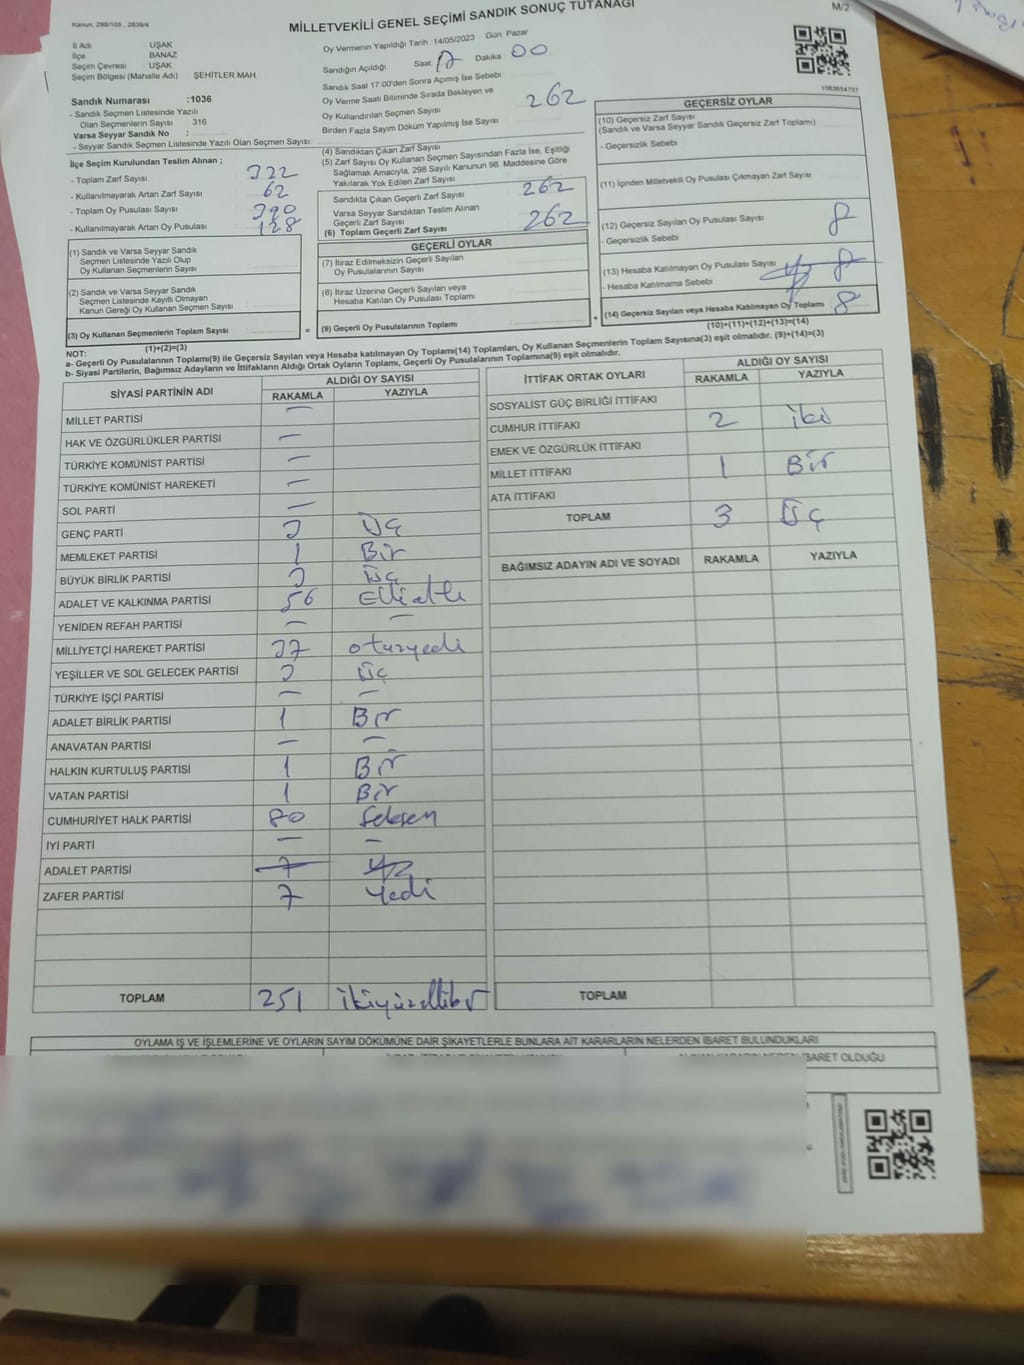 Kanun, 298/105 , 2839/4
MİLLETVEKİLİ GENEL SEÇİMİ SANDIK SONUÇ TUTANAĞI
M/2
İl Adı UŞAK
İlçe BANAZ
Seçim Çevresi UŞAK
Seçim Bölgesi (Mahalle Adı) ŞEHİTLER MAH
Sandık Numarası :1036
- Sandık Seçmen Listesinde Yazılı
Olan Seçmenlerin Sayısı : 316
Varsa Seyyar Sandık No :
- Seyyar Sandık Seçmen Listesinde Yazılı Olan Seçmen Sayısı:
İlçe Seçim Kurulundan Teslim Alınan ;
- Toplam Zarf Sayısı 322
- Kullanılmayarak Artan Zarf Sayısı 62
- Toplam Oy Pusulası Sayısı 390
- Kullanılmayarak Artan Oy Pusulası 128
Oy Vermenin Yapıldığı Tarih 14/05/2023 Gün Pazar
Sandığın Açıldığı Saat 17 Dakika 00
Sandık Saat 17:00'den Sonra Açımış İse Sebebi
Oy Verme Saati Bitiminde Sırada Bekleyen ve
Oy Kullandırılan Seçmen Sayısı 262
Birden Fazla Sayım Döküm Yapılmış İse Sayısı
(4) Sandıktan Çıkan Zarf Sayısı
(5) Zarf Sayısı Oy Kullanan Seçmen Sayısından Fazla İse, Eşitliği
Sağlamak Amacıyla, 298 Sayılı Kanunun 98. Maddesine Göre
Yakılarak Yok Edilen Zarf Sayısı
Sandıkta Çıkan Geçerli Zarf Sayısı 262
Varsa Seyyar Sandıktan Teslim Alınan
Geçerli Zarf Sayısı
(6) Toplam Geçerli Zarf Sayısı 262
(1) Sandık ve Varsa Seyyar Sandık
Seçmen Listesinde Yazılı Olup
Oy Kullanan Seçmenlerin Sayısı
(2) Sandık ve Varsa Seyyar Sandık
Seçmen Listesinde Kaydı Olmayan
Kanun Gereği Oy Kullanan Seçmen Sayısı
(3) Oy Kullanan Seçmenlerin Toplam Sayısı =
(1)+(2)=(3)
GEÇERLİ OYLAR
(7) İtiraz Edilmeksizin Geçerli Sayılan
Oy Pusulalarının Sayısı
(8) İtiraz Üzerine Geçerli Sayılan veya
Hesaba Katılan Oy Pusulası Toplamı
(9) Geçerli Oy Pusulalarının Toplamı +
1083654707
GEÇERSİZ OYLAR
(10) Geçersiz Zarf Sayısı
(Sandık ve Varsa Seyyar Sandık Geçersiz Zarf Toplamı)
- Geçersizlik Sebebi
(11) İçinden Milletvekili Oy Pusulası Çıkmayan Zarf Sayısı
(12) Geçersiz Sayılan Oy Pusulası Sayısı 8
- Geçersizlik Sebebi
(13) Hesaba Katılmayan Oy Pusulası Sayısı 8
- Hesaba Katılmama Sebebi
(14) Geçersiz Sayılan veya Hesaba Katılmayan Oy Toplamı 8
(10)+(11)+(12)+(13)=(14)
NOT:
a- Geçerli Oy Pusulalarının Toplamı(9) ile Geçersiz Sayılan veya Hesaba katılmayan Oy Toplamı(14) Toplamları, Oy Kullanan Seçmenlerin Toplam Sayısına(3) eşit olmalıdır. (9)+(14)=(3)
b- Siyasi Partilerin, Bağımsız Adayların ve İttifakların Aldığı Ortak Oyların Toplamı, Geçerli Oy Pusulalarının Toplamına(9) eşit olmalıdır.
SİYASİ PARTİNİN ADI ALDIĞI OY SAYISI
RAKAMLA YAZIYLA
MİLLET PARTİSİ —
HAK VE ÖZGÜRLÜKLER PARTİSİ —
TÜRKİYE KOMÜNİST PARTİSİ —
TÜRKİYE KOMÜNİST HAREKETİ —
SOL PARTİ —
GENÇ PARTİ 3 Üç
MEMLEKET PARTİSİ 1 Bir
BÜYÜK BİRLİK PARTİSİ 3 Üç
ADALET VE KALKINMA PARTİSİ 56 Ellialtı
YENİDEN REFAH PARTİSİ — —
MİLLİYETÇİ HAREKET PARTİSİ 37 otuzyedi
YEŞİLLER VE SOL GELECEK PARTİSİ 3 üç
TÜRKİYE İŞÇİ PARTİSİ — —
ADALET BİRLİK PARTİSİ 1 Bir
ANAVATAN PARTİSİ — —
HALKIN KURTULUŞ PARTİSİ 1 Bir
VATAN PARTİSİ 1 Bir
CUMHURİYET HALK PARTİSİ 80 Seksen
İYİ PARTİ — —
ADALET PARTİSİ 7
ZAFER PARTİSİ 7 Yedi
TOPLAM 251 ikiyüzellibir
İTTİFAK ORTAK OYLARI ALDIĞI OY SAYISI
RAKAMLA YAZIYLA
SOSYALİST GÜÇ BİRLİĞİ İTTİFAKI
CUMHUR İTTİFAKI 2 iki
EMEK VE ÖZGÜRLÜK İTTİFAKI
MİLLET İTTİFAKI 1 Bir
ATA İTTİFAKI
TOPLAM 3 Üç
BAĞIMSIZ ADAYIN ADI VE SOYADI RAKAMLA YAZIYLA
TOPLAM
OYLAMA İŞ VE İŞLEMLERİNE VE OYLARIN SAYIM DÖKÜMÜNE DAİR ŞİKAYETLERLE BUNLARA AİT KARARLARIN NELERDEN İBARET BULUNDUKLARI
İBARET OLDUĞU